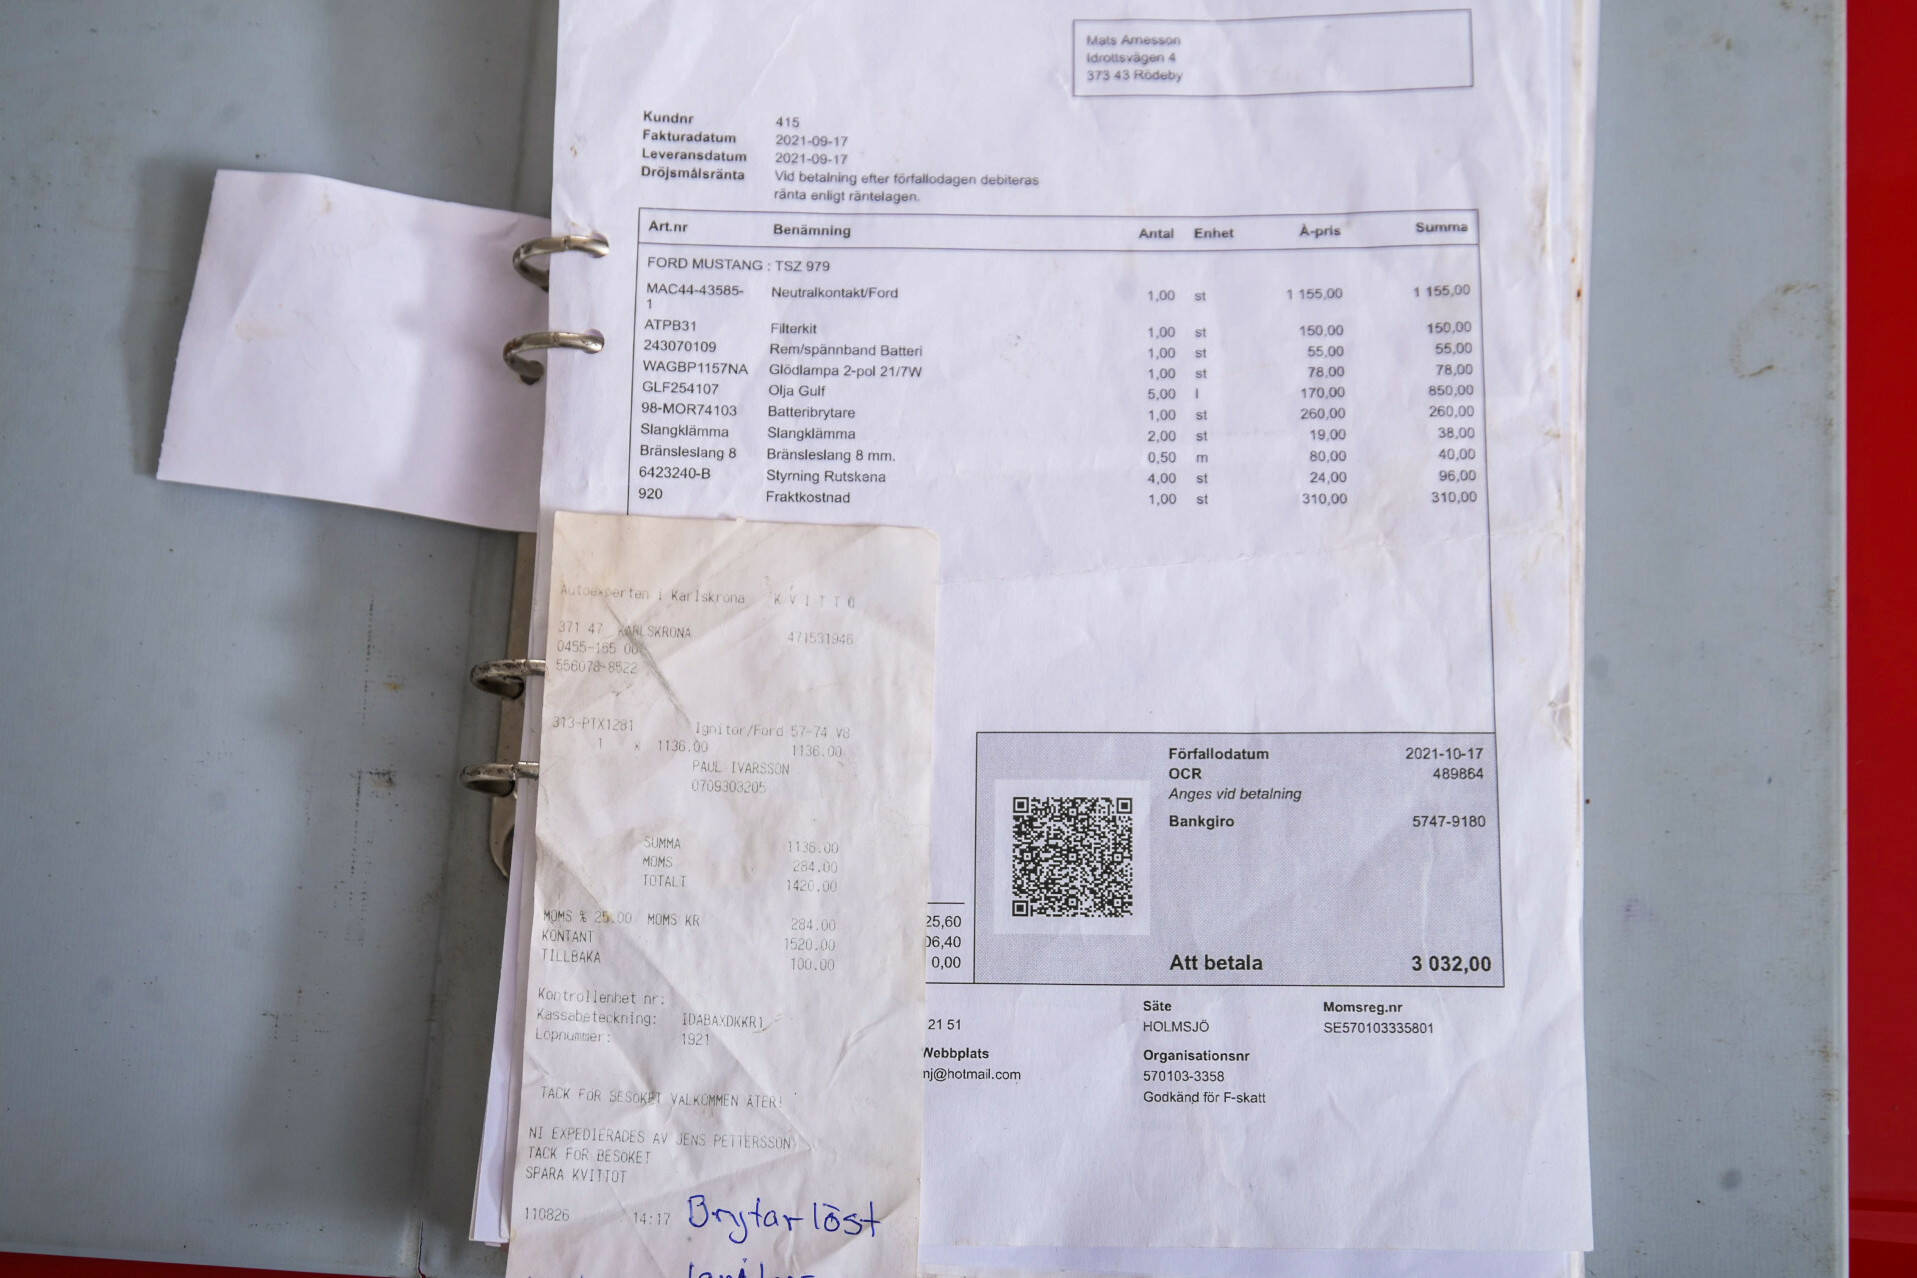 Mats Arnesson
Idrottsvägen 4
373 43 Rödeby
Kundnr 415
Fakturadatum 2021-09-17
Leveransdatum 2021-09-17
Dröjsmålsränta Vid betalning efter förfallodagen debiteras
ränta enligt räntelagen.
Art.nr Benämning Antal Enhet À-pris Summa
FORD MUSTANG : TSZ 979
MAC44-43585- Neutralkontakt/Ford 1,00 st 1 155,00 1 155,00
1
ATPB31 Filterkit 1,00 st 150,00 150,00
243070109 Rem/spännband Batteri 1,00 st 55,00 55,00
WAGBP1157NA Glödlampa 2-pol 21/7W 1,00 st 78,00 78,00
GLF254107 Olja Gulf 5,00 l 170,00 850,00
98-MOR74103 Batteribrytare 1,00 st 260,00 260,00
Slangklämma Slangklämma 2,00 st 19,00 38,00
Bränsleslang 8 Bränsleslang 8 mm. 0,50 m 80,00 40,00
6423240-B Styrning Rutskena 4,00 st 24,00 96,00
920 Fraktkostnad 1,00 st 310,00 310,00
Autoexperten i Karlskrona K V I T T O
371 47 KARLSKRONA 471531946
0455-155 00
556078-8522
313-PTX1281 Ignitor/Ford 57-74 V8
1 x 1136.00 1136.00
PAUL IVARSSON
0709303205
SUMMA 1136.00
MOMS 284.00
TOTALT 1420.00
MOMS % 25.00 MOMS KR 284.00
KONTANT 1520.00
TILLBAKA 100.00
Kontrollenhet nr:
Kassabeteckning: IDABAXDKKR1
Löpnummer: 1921
TACK FÖR BESÖKET VÄLKOMMEN ÅTER!
NI EXPEDIERADES AV JENS PETTERSSON
TACK FÖR BESÖKET
SPARA KVITTOT
110826 14:17 Brytarlöst
Förfallodatum 2021-10-17
OCR 489864
Anges vid betalning
Bankgiro 5747-9180
25,60
06,40
0,00
Att betala 3 032,00
21 51
Säte Momsreg.nr
HOLMSJÖ SE570103335801
Webbplats Organisationsnr
nj@hotmail.com 570103-3358
Godkänd för F-skatt